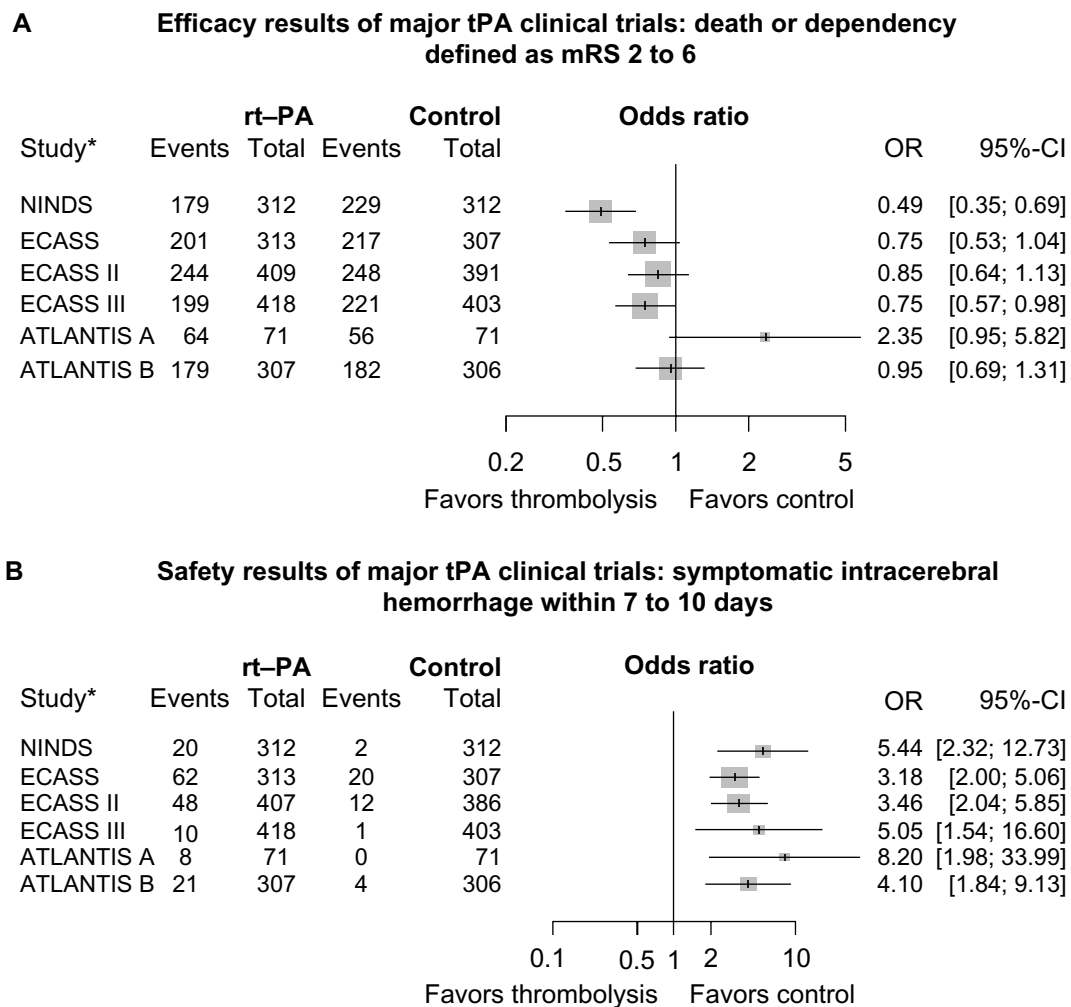 A Efficacy results of major tPA clinical trials: death or dependency
defined as mRS 2 to 6
rt–PA Control Odds ratio
Study* Events Total Events Total OR 95%-CI
NINDS 179 312 229 312 0.49 [0.35; 0.69]
ECASS 201 313 217 307 0.75 [0.53; 1.04]
ECASS II 244 409 248 391 0.85 [0.64; 1.13]
ECASS III 199 418 221 403 0.75 [0.57; 0.98]
ATLANTIS A 64 71 56 71 2.35 [0.95; 5.82]
ATLANTIS B 179 307 182 306 0.95 [0.69; 1.31]
0.2 0.5 1 2 5
Favors thrombolysis Favors control
B Safety results of major tPA clinical trials: symptomatic intracerebral
hemorrhage within 7 to 10 days
rt–PA Control Odds ratio
Study* Events Total Events Total OR 95%-CI
NINDS 20 312 2 312 5.44 [2.32; 12.73]
ECASS 62 313 20 307 3.18 [2.00; 5.06]
ECASS II 48 407 12 386 3.46 [2.04; 5.85]
ECASS III 10 418 1 403 5.05 [1.54; 16.60]
ATLANTIS A 8 71 0 71 8.20 [1.98; 33.99]
ATLANTIS B 21 307 4 306 4.10 [1.84; 9.13]
0.1 0.5 1 2 10
Favors thrombolysis Favors control